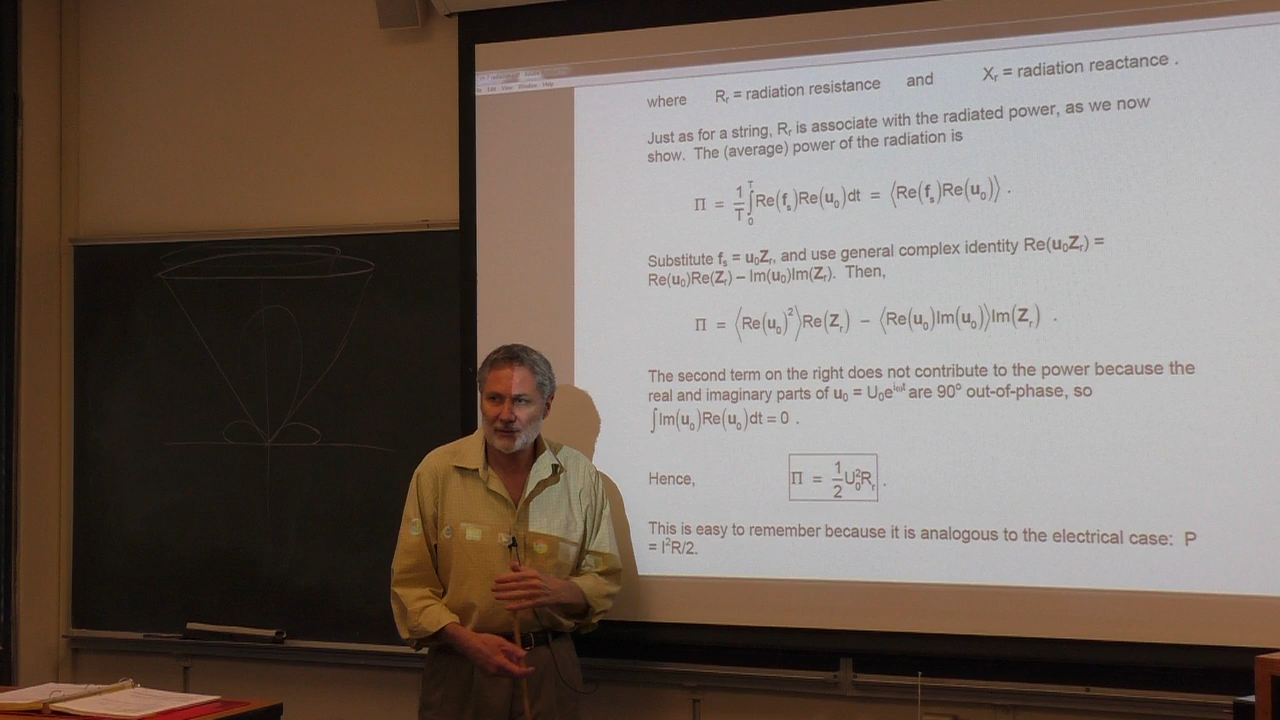 Edit View Window Help
where R_r = radiation resistance and X_r = radiation reactance .
Just as for a string, R_r is associate with the radiated power, as we now
show. The (average) power of the radiation is
Π = 1/T ∫_0^T Re(f_s)Re(u_0)dt = ⟨Re(f_s)Re(u_0)⟩ .
Substitute f_s = u_0Z_r, and use general complex identity Re(u_0Z_r) =
Re(u_0)Re(Z_r) – Im(u_0)Im(Z_r). Then,
Π = ⟨Re(u_0)^2⟩Re(Z_r) − ⟨Re(u_0)Im(u_0)⟩Im(Z_r) .
The second term on the right does not contribute to the power because the
real and imaginary parts of u_0 = U_0e^{iωt} are 90° out-of-phase, so
∫Im(u_0)Re(u_0)dt = 0 .
Hence, Π = 1/2 U_0^2R_r .
This is easy to remember because it is analogous to the electrical case: P
= I^2R/2.